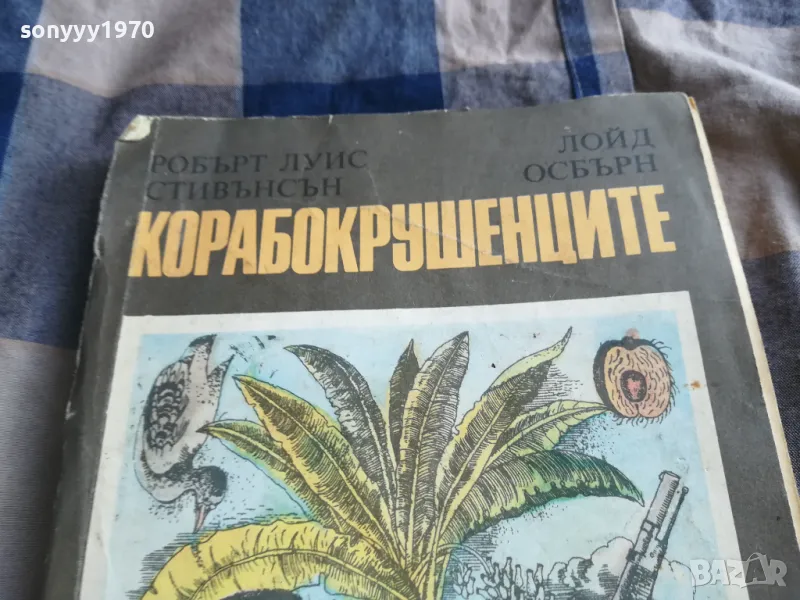 sonyyy1970
РОБЪРТ ЛУИС
СТИВЪНСЪН
ЛОЙД
ОСБЪРН
КОРАБОКРУШЕНЦИТЕ
BAZAR